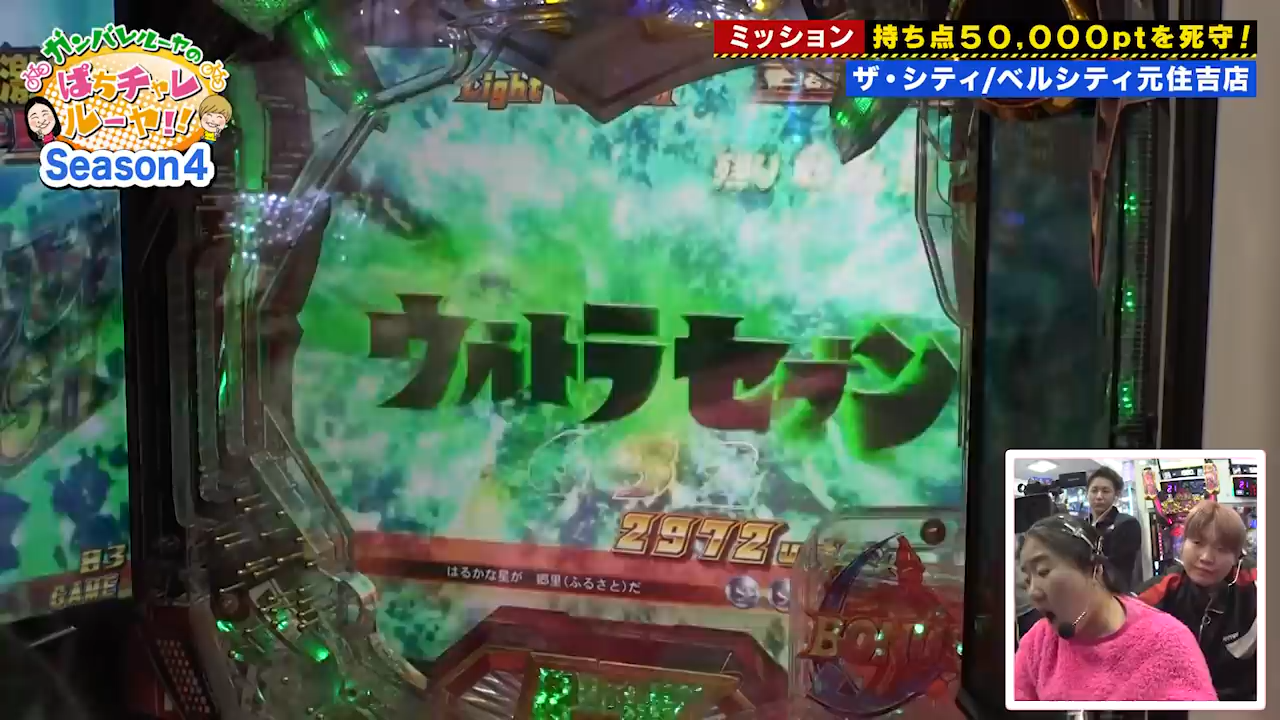 ガンバレルーヤの
ぱちチャレ
ルーヤ!!
Season4
ミッション 持ち点50,000ptを死守!
ザ・シティ/ベルシティ元住吉店
ウルトラセブン
2972
はるかな星が 郷里(ふるさと)だ
83
GAME